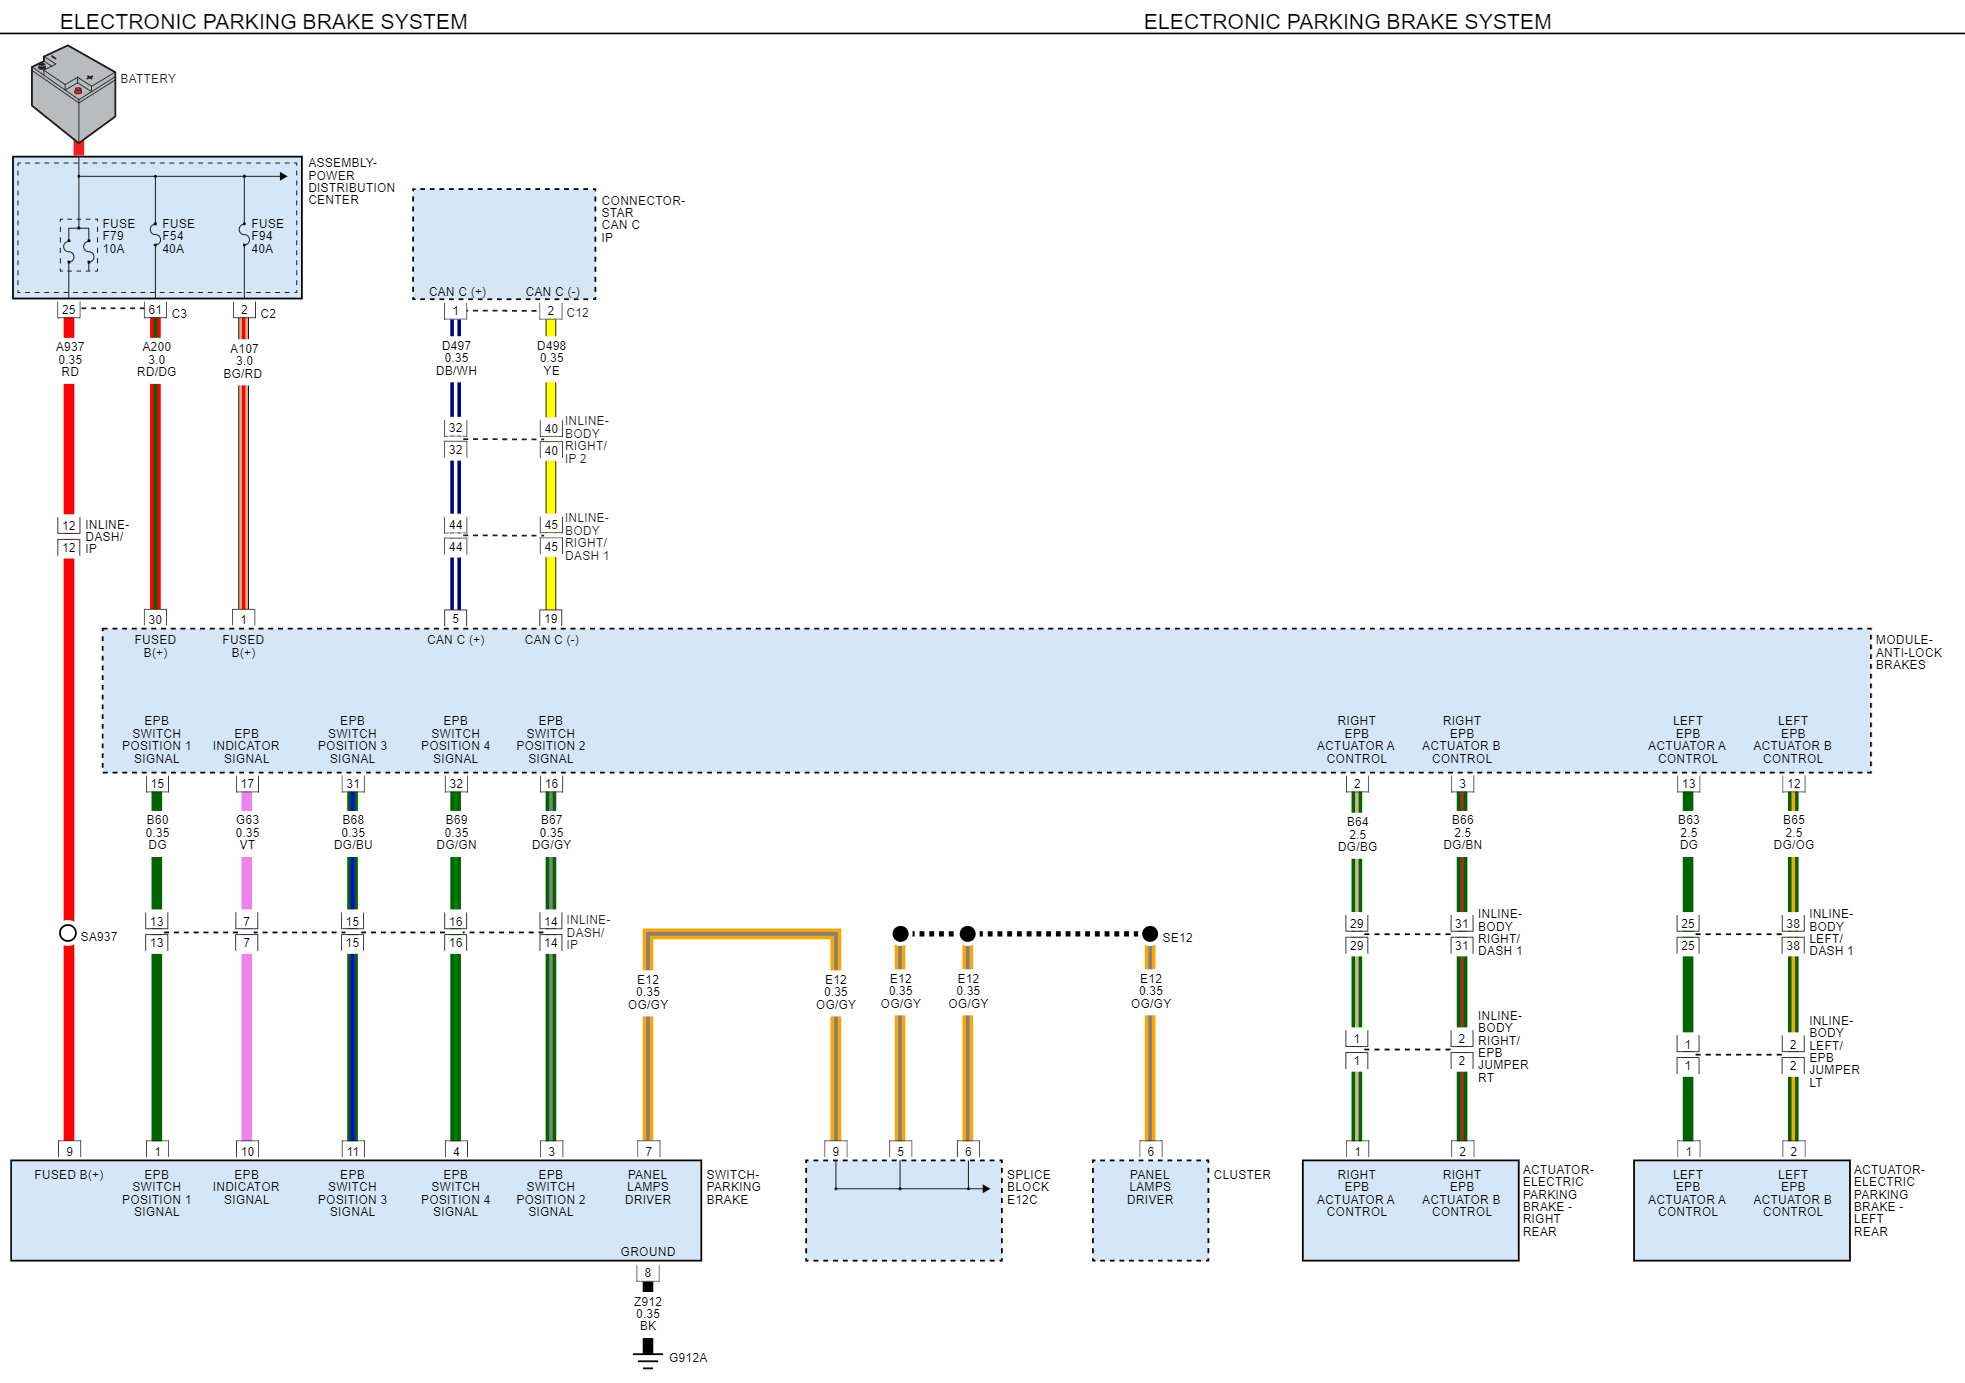 ELECTRONIC PARKING BRAKE SYSTEM
ELECTRONIC PARKING BRAKE SYSTEM
BATTERY
ASSEMBLY-
POWER
DISTRIBUTION
CENTER
FUSE
F79
10A
FUSE
F54
40A
FUSE
F94
40A
25
61
C3
2
C2
A937
0.35
RD
A200
3.0
RD/DG
A107
3.0
BG/RD
CONNECTOR-
STAR
CAN C
IP
CAN C (+)
CAN C (-)
1
2
C12
D497
0.35
DB/WH
D498
0.35
YE
32
40
32
40
INLINE-
BODY
RIGHT/
IP 2
44
45
44
45
INLINE-
BODY
RIGHT/
DASH 1
12
12
INLINE-
DASH/
IP
30
1
5
19
FUSED
B(+)
FUSED
B(+)
CAN C (+)
CAN C (-)
MODULE-
ANTI-LOCK
BRAKES
EPB
SWITCH
POSITION 1
SIGNAL
EPB
INDICATOR
SIGNAL
EPB
SWITCH
POSITION 3
SIGNAL
EPB
SWITCH
POSITION 4
SIGNAL
EPB
SWITCH
POSITION 2
SIGNAL
RIGHT
EPB
ACTUATOR A
CONTROL
RIGHT
EPB
ACTUATOR B
CONTROL
LEFT
EPB
ACTUATOR A
CONTROL
LEFT
EPB
ACTUATOR B
CONTROL
15
17
31
32
16
2
3
13
12
B60
0.35
DG
G63
0.35
VT
B68
0.35
DG/BU
B69
0.35
DG/GN
B67
0.35
DG/GY
B64
2.5
DG/BG
B66
2.5
DG/BN
B63
2.5
DG
B65
2.5
DG/OG
SA937
13
7
15
16
14
13
7
15
16
14
INLINE-
DASH/
IP
E12
0.35
OG/GY
E12
0.35
OG/GY
E12
0.35
OG/GY
E12
0.35
OG/GY
SE12
E12
0.35
OG/GY
29
31
29
31
INLINE-
BODY
RIGHT/
DASH 1
25
38
25
38
INLINE-
BODY
LEFT/
DASH 1
1
2
1
2
INLINE-
BODY
RIGHT/
EPB
JUMPER
RT
1
2
1
2
INLINE-
BODY
LEFT/
EPB
JUMPER
LT
9
1
10
11
4
3
7
9
5
6
6
1
2
1
2
FUSED B(+)
EPB
SWITCH
POSITION 1
SIGNAL
EPB
INDICATOR
SIGNAL
EPB
SWITCH
POSITION 3
SIGNAL
EPB
SWITCH
POSITION 4
SIGNAL
EPB
SWITCH
POSITION 2
SIGNAL
PANEL
LAMPS
DRIVER
SWITCH-
PARKING
BRAKE
SPLICE
BLOCK
E12C
PANEL
LAMPS
DRIVER
CLUSTER
RIGHT
EPB
ACTUATOR A
CONTROL
RIGHT
EPB
ACTUATOR B
CONTROL
ACTUATOR-
ELECTRIC
PARKING
BRAKE -
RIGHT
REAR
LEFT
EPB
ACTUATOR A
CONTROL
LEFT
EPB
ACTUATOR B
CONTROL
ACTUATOR-
ELECTRIC
PARKING
BRAKE -
LEFT
REAR
GROUND
8
Z912
0.35
BK
G912A